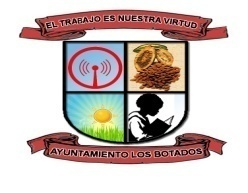 EL TRABAJO ES NUESTRA VIRTUD
AYUNTAMIENTO LOS BOTADOS